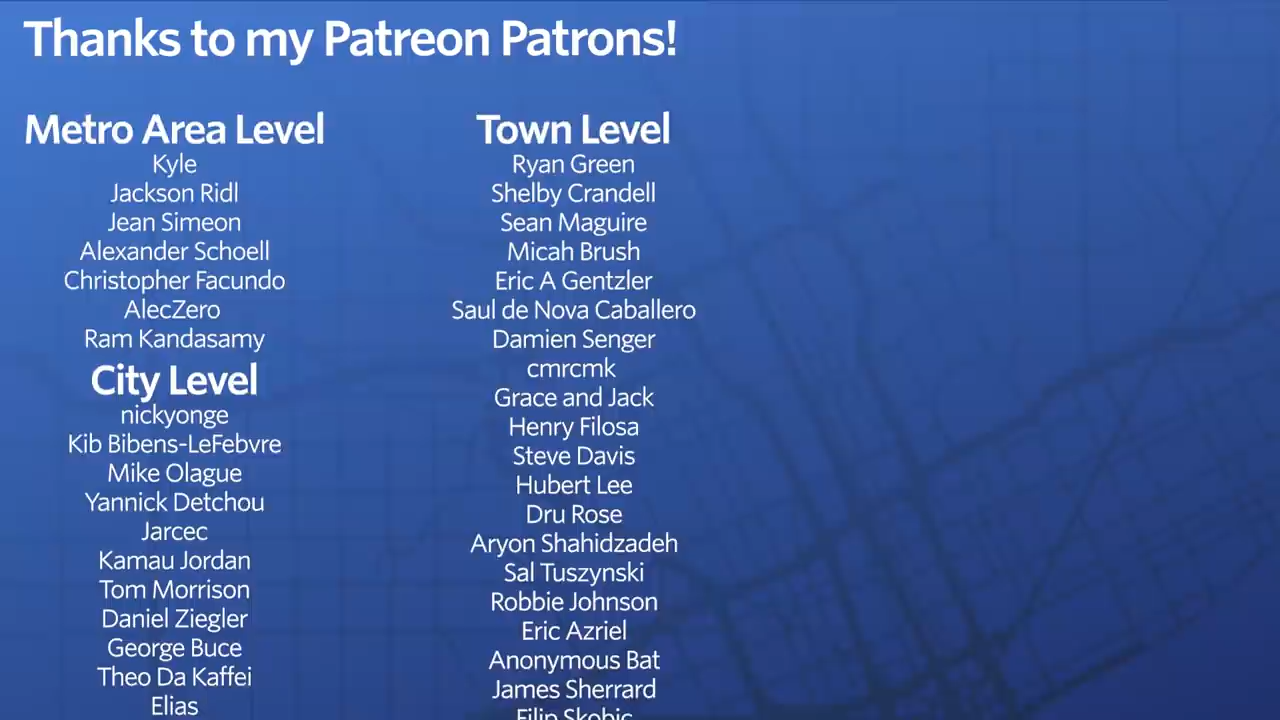 Thanks to my Patreon Patrons!
Metro Area Level
Kyle
Jackson Ridl
Jean Simeon
Alexander Schoell
Christopher Facundo
AlecZero
Ram Kandasamy
City Level
nickyonge
Kib Bibens-LeFebvre
Mike Olague
Yannick Detchou
Jarcec
Kamau Jordan
Tom Morrison
Daniel Ziegler
George Buce
Theo Da Kaffei
Elias
Town Level
Ryan Green
Shelby Crandell
Sean Maguire
Micah Brush
Eric A Gentzler
Saul de Nova Caballero
Damien Senger
cmrcmk
Grace and Jack
Henry Filosa
Steve Davis
Hubert Lee
Dru Rose
Aryon Shahidzadeh
Sal Tuszynski
Robbie Johnson
Eric Azriel
Anonymous Bat
James Sherrard
Filip Skobic